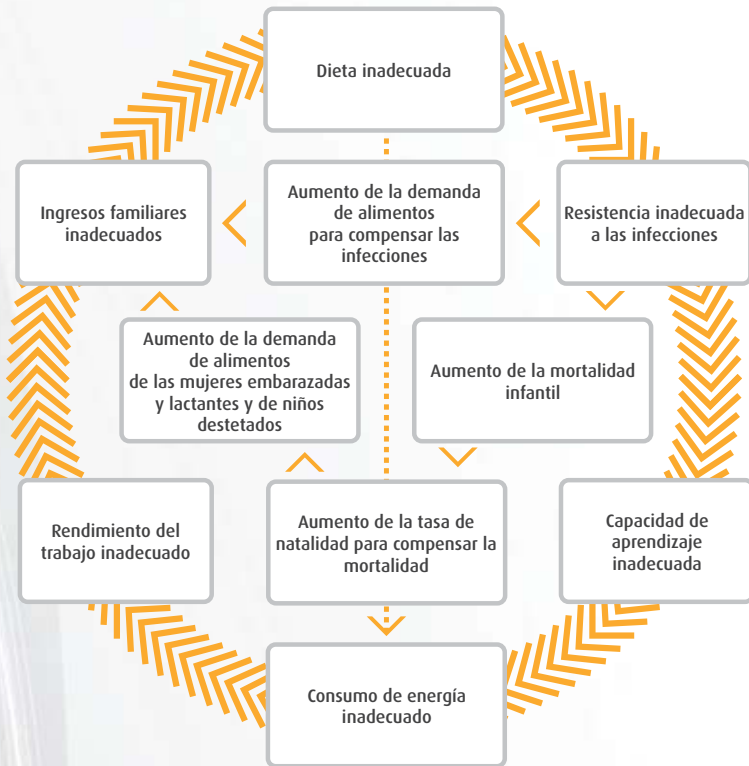 Dieta inadecuada
Ingresos familiares
inadecuados
Aumento de la demanda
de alimentos
para compensar las
infecciones
Resistencia inadecuada
a las infecciones
Aumento de la demanda
de alimentos
de las mujeres embarazadas
y lactantes y de niños
destetados
Aumento de la mortalidad
infantil
Rendimiento del
trabajo inadecuado
Aumento de la tasa de
natalidad para compensar la
mortalidad
Capacidad de
aprendizaje
inadecuada
Consumo de energía
inadecuado